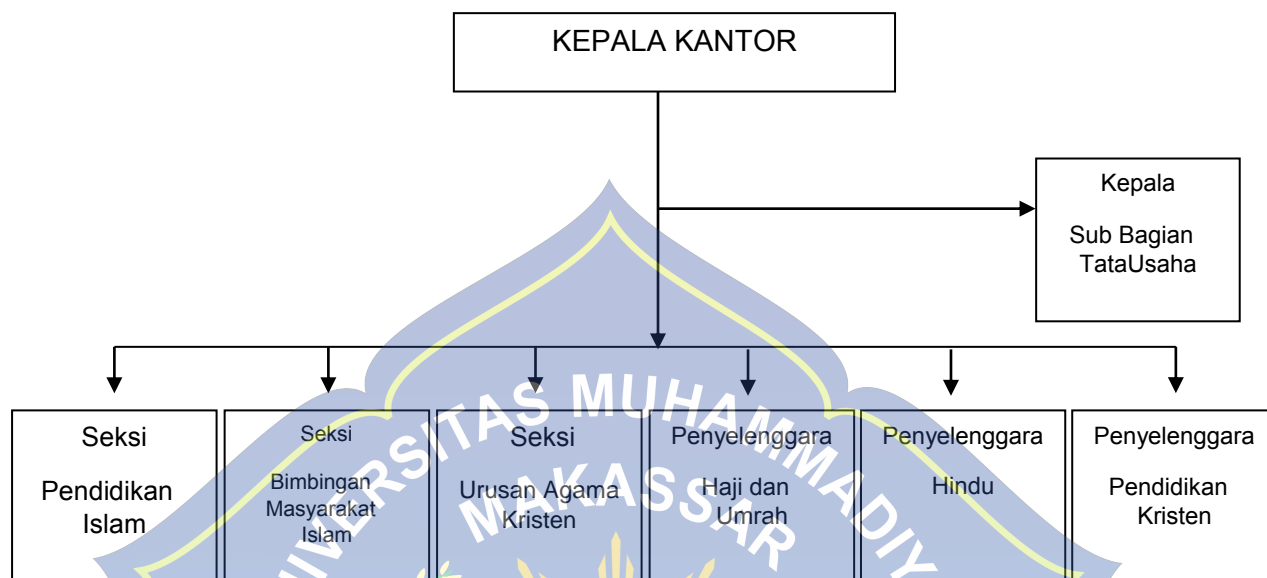 KEPALA KANTOR
Kepala
Sub Bagian
TataUsaha
Seksi
Pendidikan
Islam
Seksi
Bimbingan
Masyarakat
Islam
Seksi
Urusan Agama
Kristen
Penyelenggara
Haji dan
Umrah
Penyelenggara
Hindu
Penyelenggara
Pendidikan
Kristen
UNIVERSITAS MUHAMMADIY
MAKASSAR